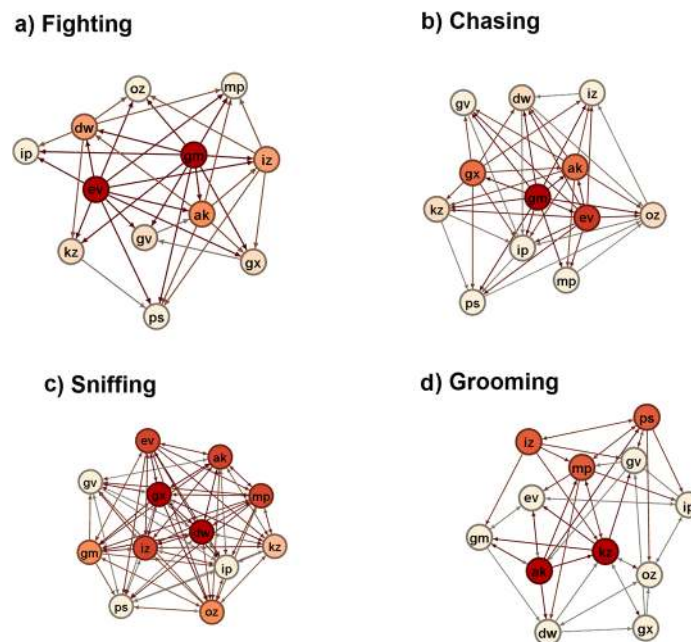 a) Fighting
b) Chasing
oz
mp
dw
ip
gm
iz
ev
ak
gv
kz
gx
ps
gv
dw
iz
gx
ak
gm
kz
ev
oz
ip
mp
ps
c) Sniffing
d) Grooming
ev
ak
gv
gx
mp
dw
gm
iz
kz
ip
ps
oz
ps
iz
mp
gv
ev
ip
gm
kz
ak
oz
dw
gx